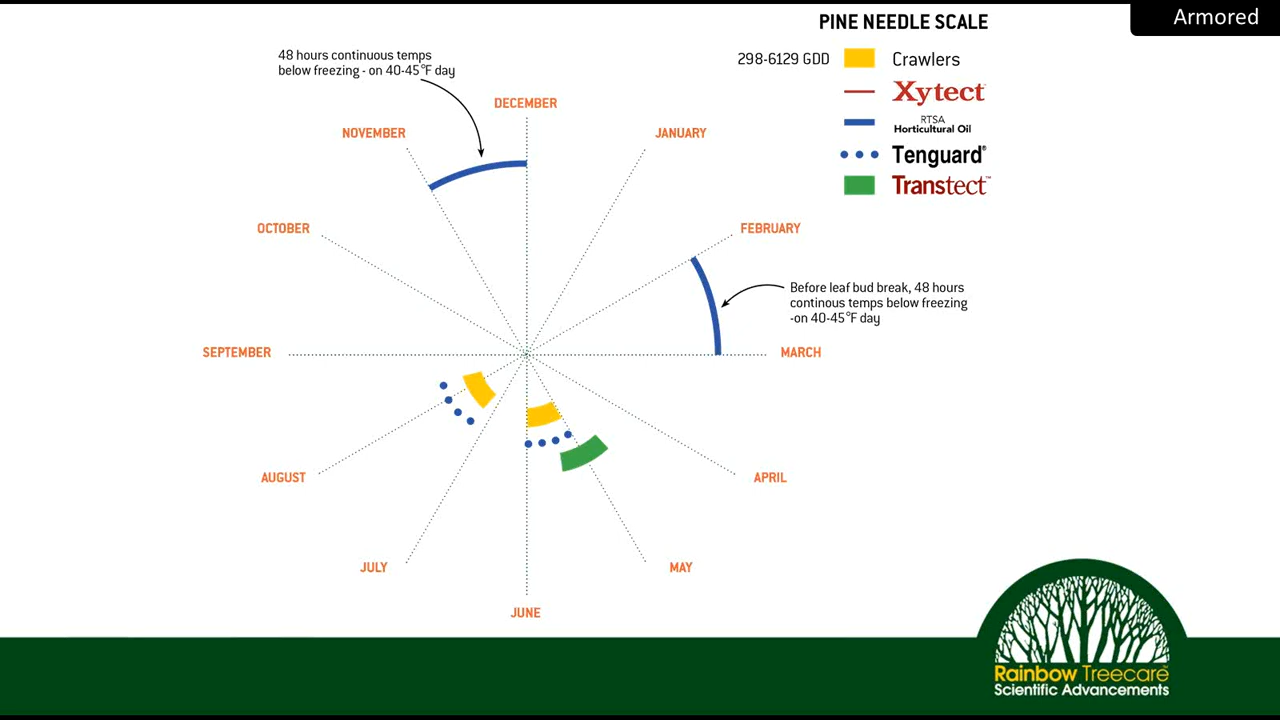 Armored
PINE NEEDLE SCALE
298-6129 GDD
Crawlers
Xytect™
RTSA
Horticultural Oil
Tenguard®
Transtect™
48 hours continuous temps
below freezing - on 40-45°F day
DECEMBER
NOVEMBER
JANUARY
OCTOBER
FEBRUARY
Before leaf bud break, 48 hours
continous temps below freezing
-on 40-45°F day
SEPTEMBER
MARCH
AUGUST
APRIL
JULY
MAY
JUNE
Rainbow Treecare™
Scientific Advancements